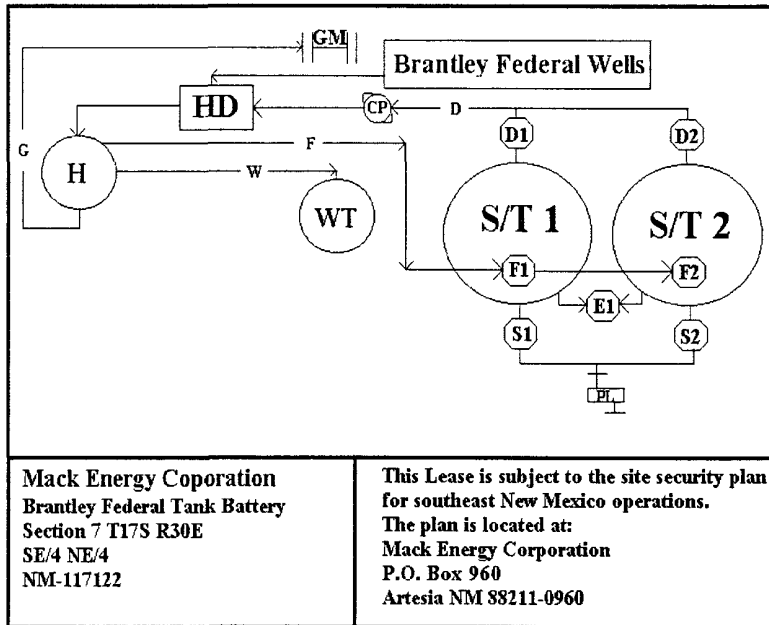 GM
Brantley Federal Wells
HD
CP
D
D1
D2
G
H
F
W
WT
S/T 1
S/T 2
F1
F2
E1
S1
S2
PL
Mack Energy Coporation
Brantley Federal Tank Battery
Section 7 T17S R30E
SE/4 NE/4
NM-117122
This Lease is subject to the site security plan
for southeast New Mexico operations.
The plan is located at:
Mack Energy Corporation
P.O. Box 960
Artesia NM 88211-0960